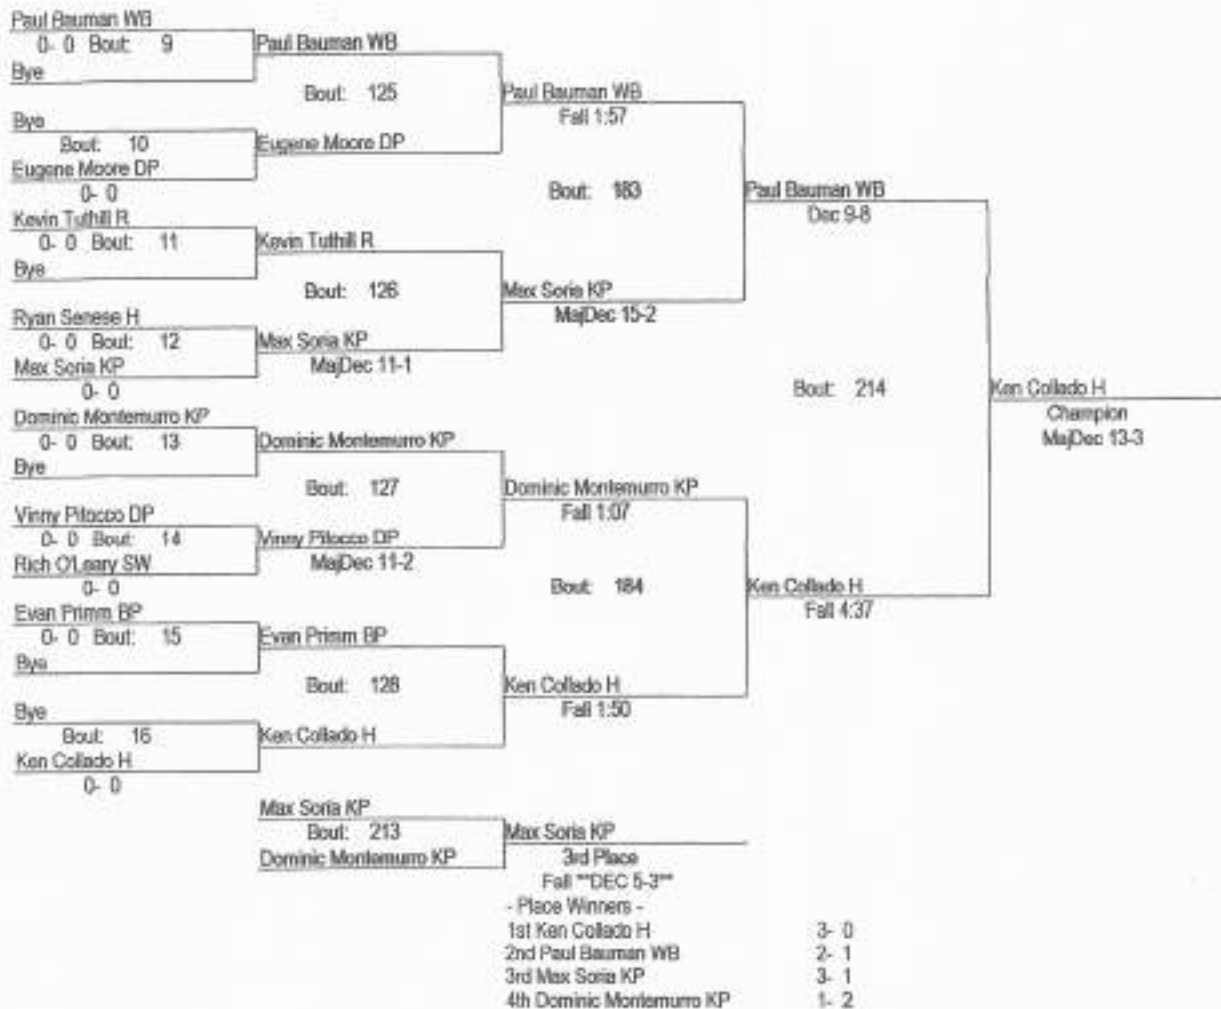 Paul Bauman WB
0- 0 Bout: 9
Bye
Paul Bauman WB
Bout: 125
Bye
Bout: 10
Eugene Moore DP
0- 0
Eugene Moore DP
Paul Bauman WB
Fall 1:57
Bout: 183
Kevin Tuthill R
0- 0 Bout: 11
Bye
Kevin Tuthill R
Bout: 126
Ryan Senese H
0- 0 Bout: 12
Max Soria KP
0- 0
Max Soria KP
MajDec 11-1
Max Soria KP
MajDec 15-2
Paul Bauman WB
Dec 9-8
Bout: 214
Dominic Montemurro KP
0- 0 Bout: 13
Bye
Dominic Montemurro KP
Bout: 127
Vinny Pitocco DP
0- 0 Bout: 14
Rich O'Leary SW
0- 0
Vinny Pitocco DP
MajDec 11-2
Dominic Montemurro KP
Fall 1:07
Bout: 184
Evan Primm BP
0- 0 Bout: 15
Bye
Evan Primm BP
Bout: 128
Bye
Bout: 16
Ken Collado H
0- 0
Ken Collado H
Ken Collado H
Fall 1:50
Ken Collado H
Fall 4:37
Ken Collado H
Champion
MajDec 13-3
Max Soria KP
Bout: 213
Dominic Montemurro KP
Max Soria KP
3rd Place
Fall **DEC 5-3**
- Place Winners -
1st Ken Collado H 3- 0
2nd Paul Bauman WB 2- 1
3rd Max Soria KP 3- 1
4th Dominic Montemurro KP 1- 2